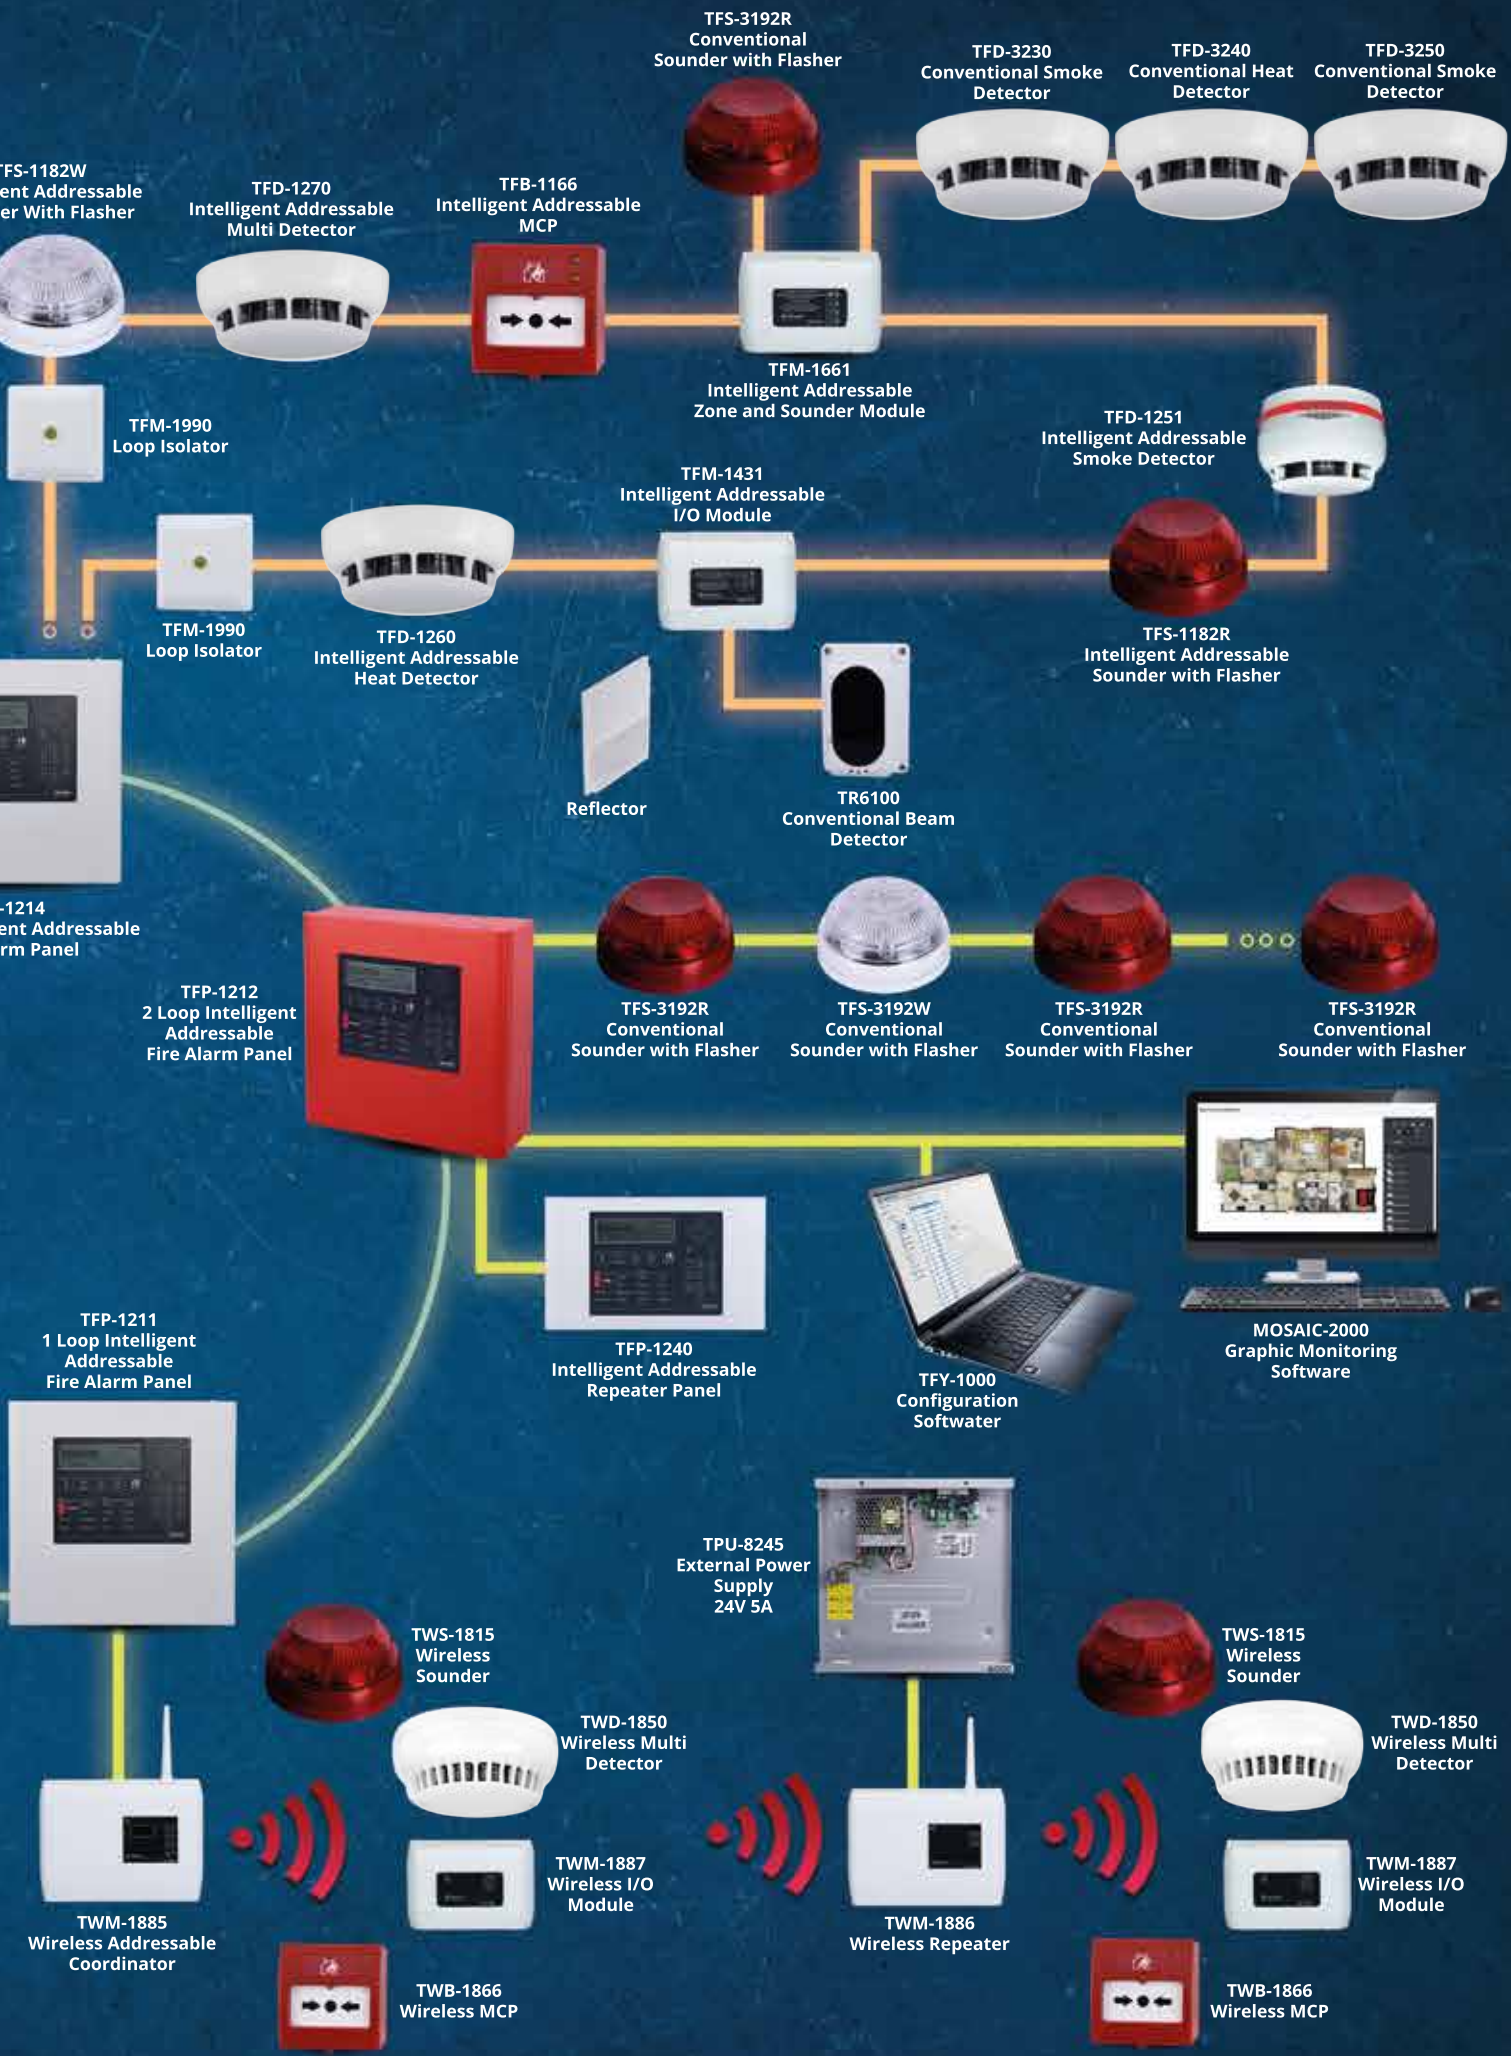 TFS-3192R
Conventional
Sounder with Flasher
TFD-3230
Conventional Smoke
Detector
TFD-3240
Conventional Heat
Detector
TFD-3250
Conventional Smoke
Detector
TFS-1182W
ent Addressable
er With Flasher
TFD-1270
Intelligent Addressable
Multi Detector
TFB-1166
Intelligent Addressable
MCP
TFM-1661
Intelligent Addressable
Zone and Sounder Module
TFM-1990
Loop Isolator
TFD-1251
Intelligent Addressable
Smoke Detector
TFM-1431
Intelligent Addressable
I/O Module
TFM-1990
Loop Isolator
TFD-1260
Intelligent Addressable
Heat Detector
TFS-1182R
Intelligent Addressable
Sounder with Flasher
Reflector
TR6100
Conventional Beam
Detector
-1214
ent Addressable
rm Panel
TFP-1212
2 Loop Intelligent
Addressable
Fire Alarm Panel
TFS-3192R
Conventional
Sounder with Flasher
TFS-3192W
Conventional
Sounder with Flasher
TFS-3192R
Conventional
Sounder with Flasher
TFS-3192R
Conventional
Sounder with Flasher
TFP-1211
1 Loop Intelligent
Addressable
Fire Alarm Panel
TFP-1240
Intelligent Addressable
Repeater Panel
TFY-1000
Configuration
Softwater
MOSAIC-2000
Graphic Monitoring
Software
TPU-8245
External Power
Supply
24V 5A
TWS-1815
Wireless
Sounder
TWD-1850
Wireless Multi
Detector
TWM-1887
Wireless I/O
Module
TWM-1885
Wireless Addressable
Coordinator
TWB-1866
Wireless MCP
TWM-1886
Wireless Repeater
TWS-1815
Wireless
Sounder
TWD-1850
Wireless Multi
Detector
TWM-1887
Wireless I/O
Module
TWB-1866
Wireless MCP